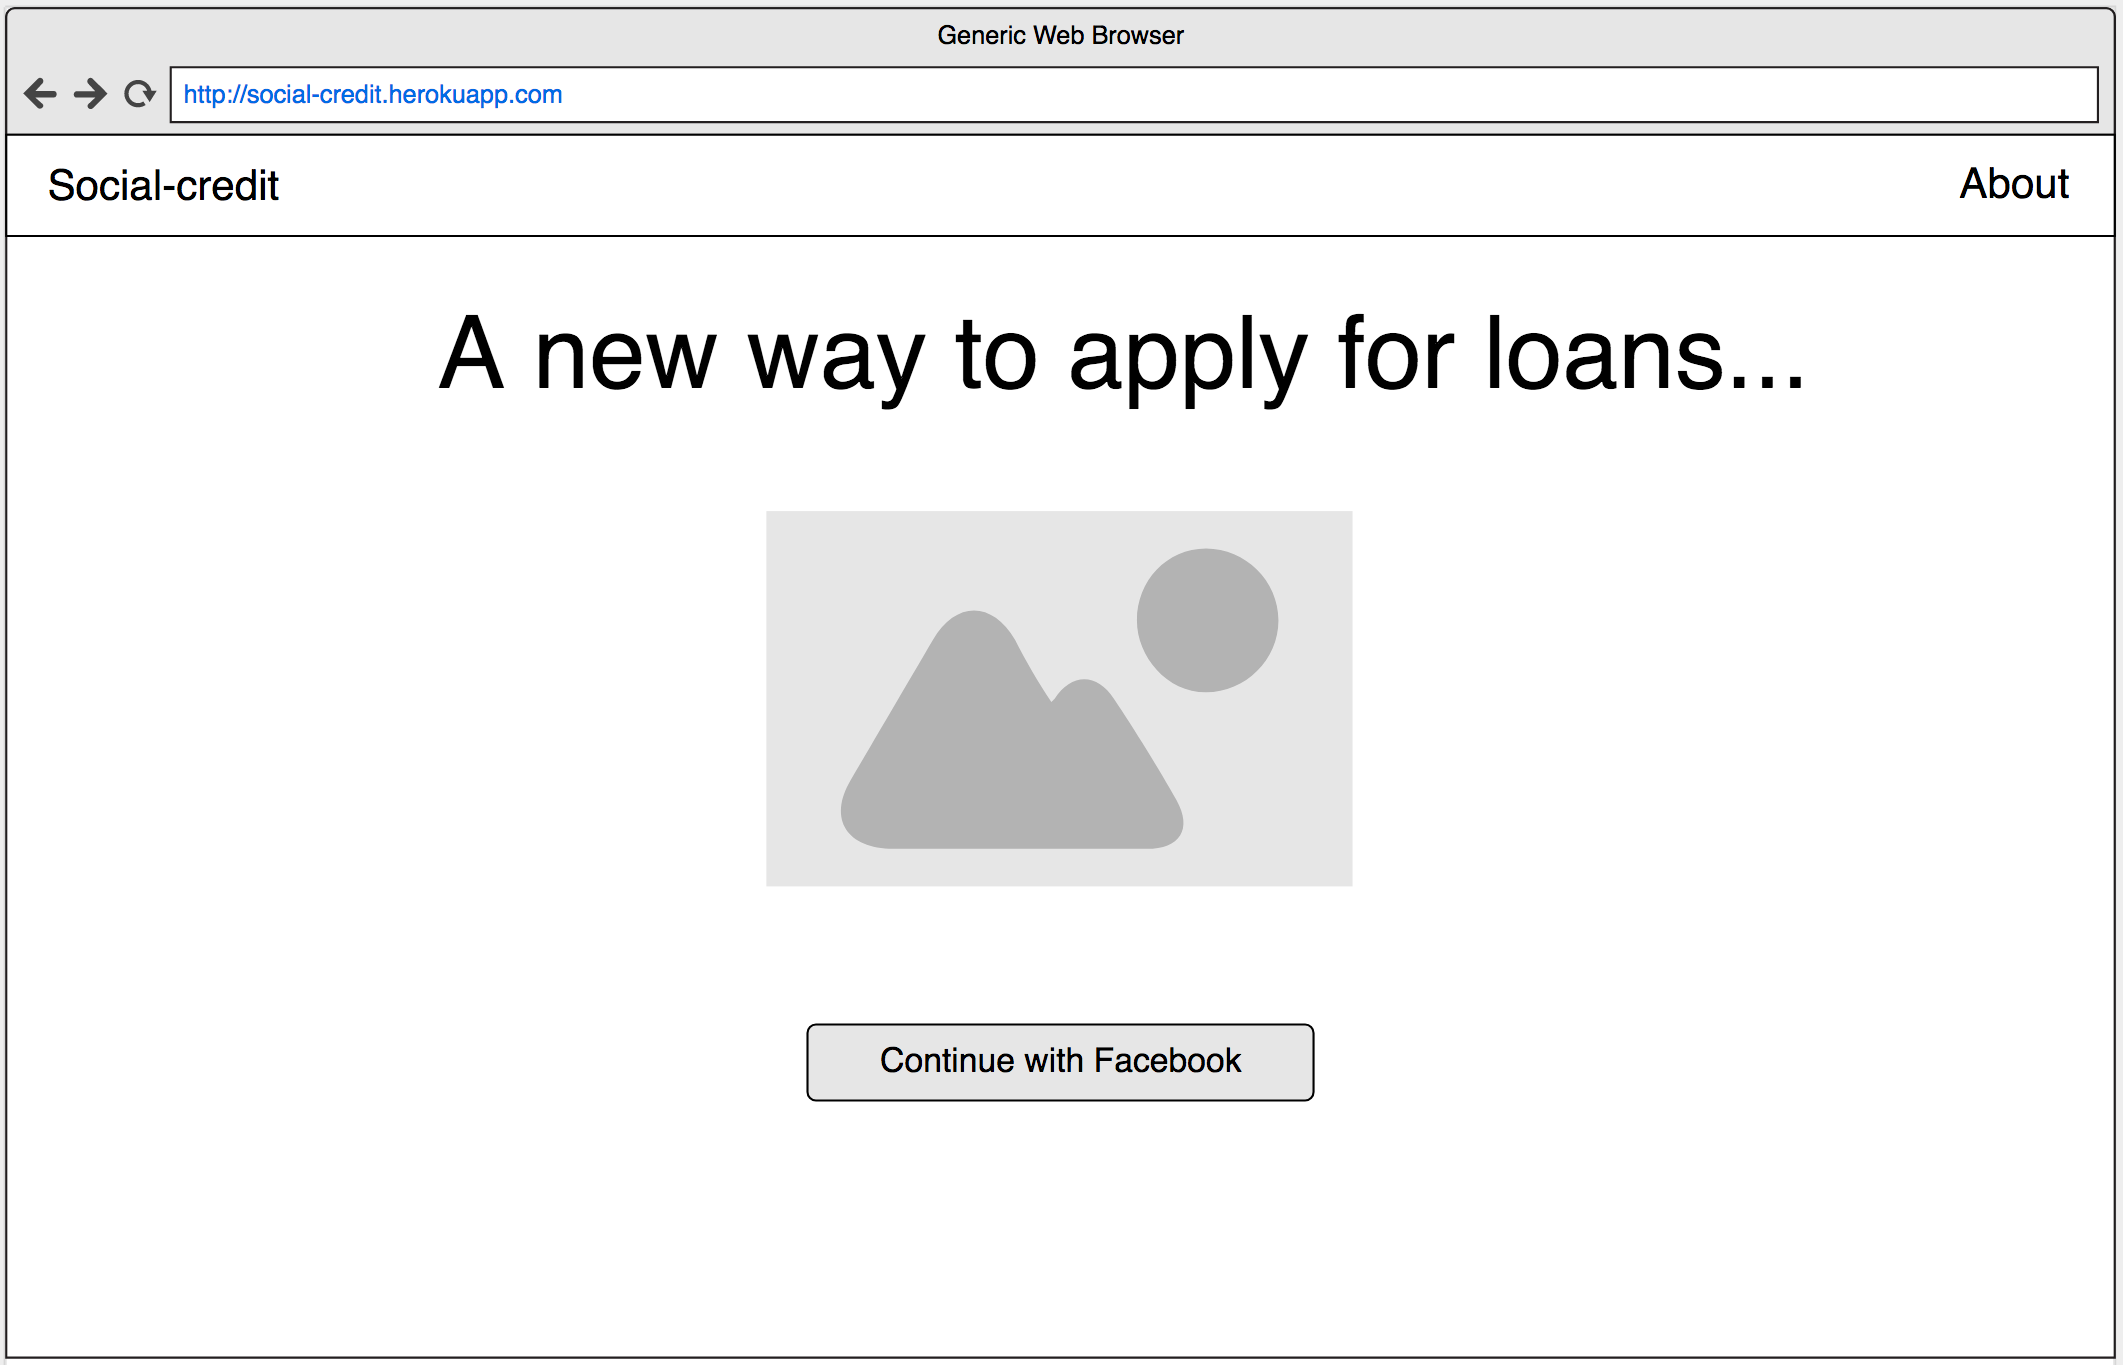 Generic Web Browser
http://social-credit.herokuapp.com
Social-credit
About
A new way to apply for loans...
Continue with Facebook